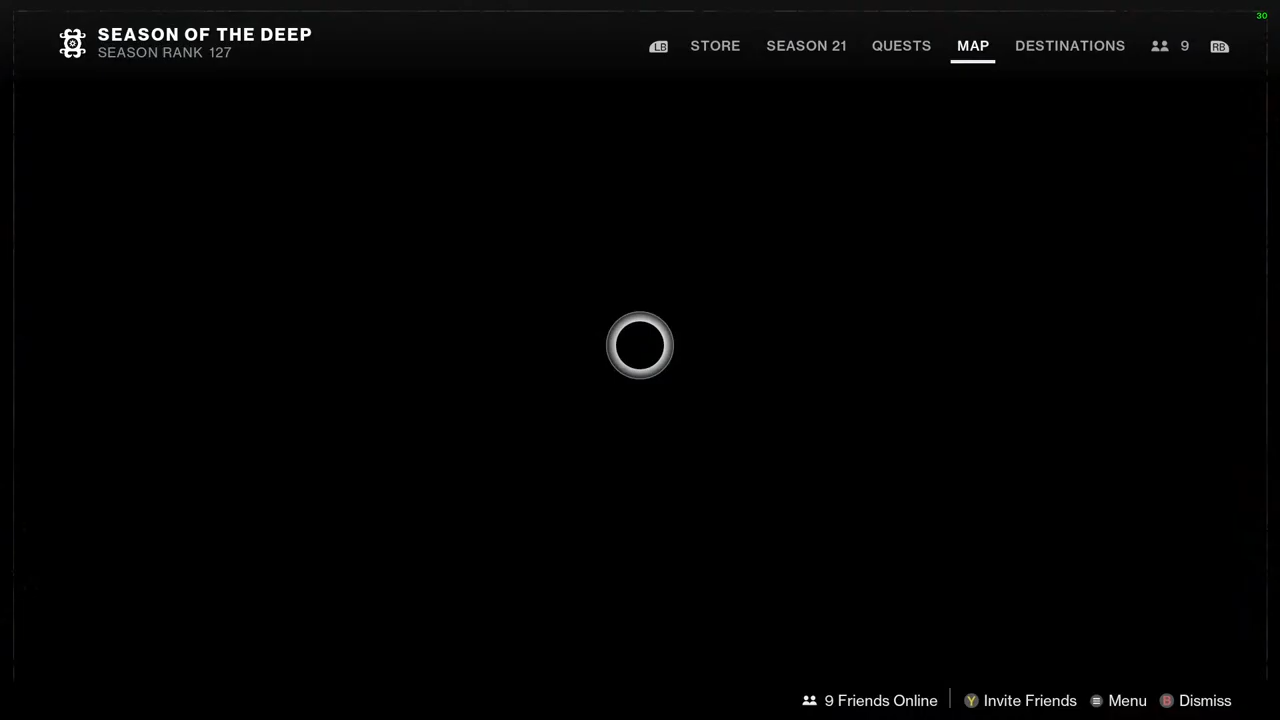 30
SEASON OF THE DEEP
SEASON RANK 127
LB STORE SEASON 21 QUESTS MAP DESTINATIONS 9 RB
9 Friends Online Y Invite Friends Menu B Dismiss